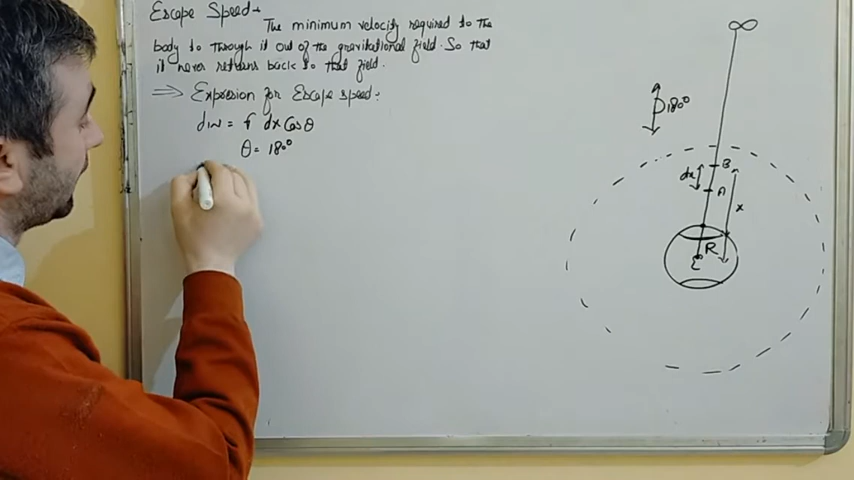 Escape Speed:-
The minimum velocity required to the
body to through it out of the gravitational field. So that
it never returns back to that field.
⇒ Expression for Escape speed:-
dw = F dx Cos θ
θ = 180°
∞
180°
B
dx
A
x
R